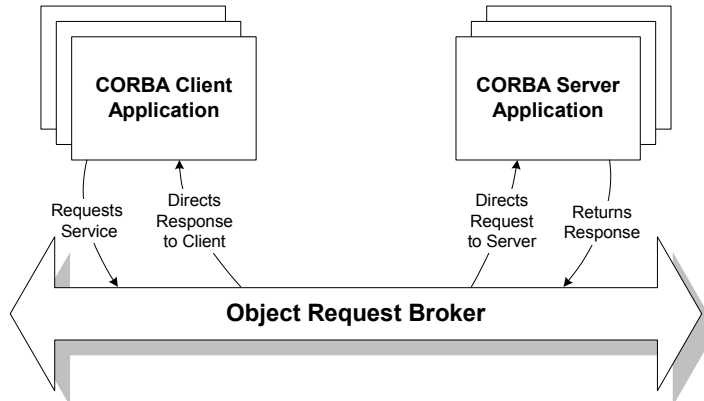 CORBA Client
Application
CORBA Server
Application
Requests
Service
Directs
Response
to Client
Directs
Request
to Server
Returns
Response
Object Request Broker